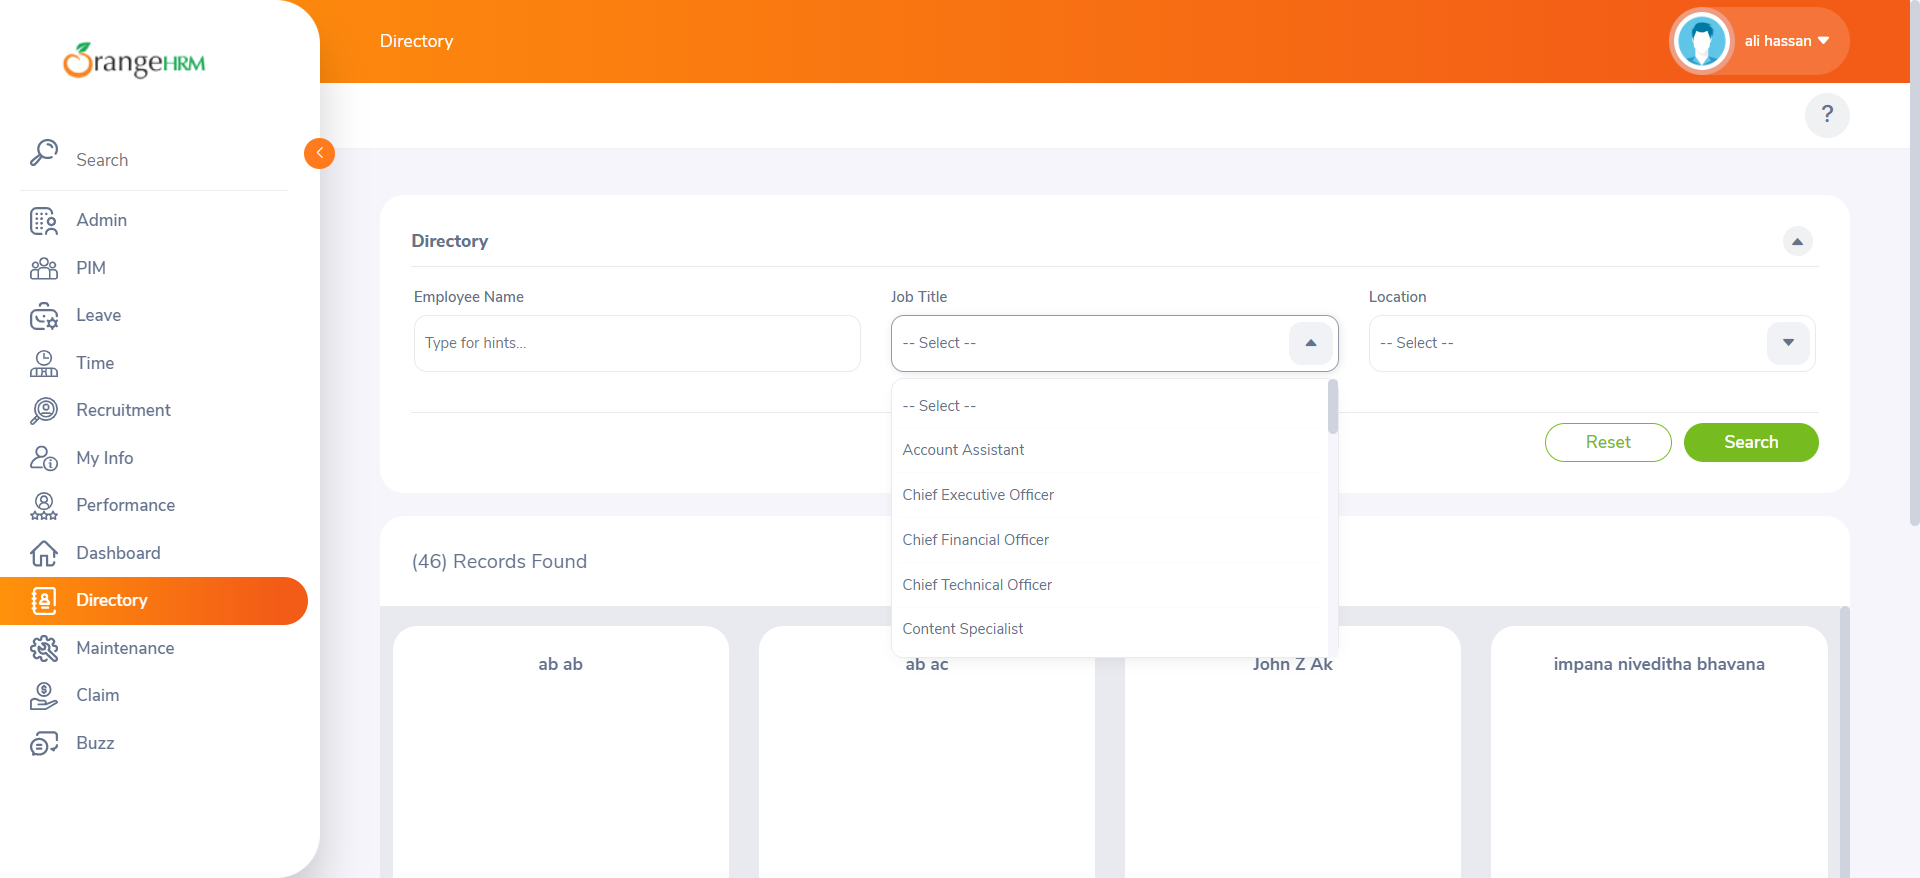 OrangeHRM
Directory
ali hassan
?
Search
Admin
PIM
Leave
Time
Recruitment
My Info
Performance
Dashboard
Directory
Maintenance
Claim
Buzz
Directory
Employee Name
Type for hints...
Job Title
-- Select --
Location
-- Select --
-- Select --
Account Assistant
Chief Executive Officer
Chief Financial Officer
Chief Technical Officer
Content Specialist
Reset
Search
(46) Records Found
ab ab
ab ac
John Z Ak
impana niveditha bhavana